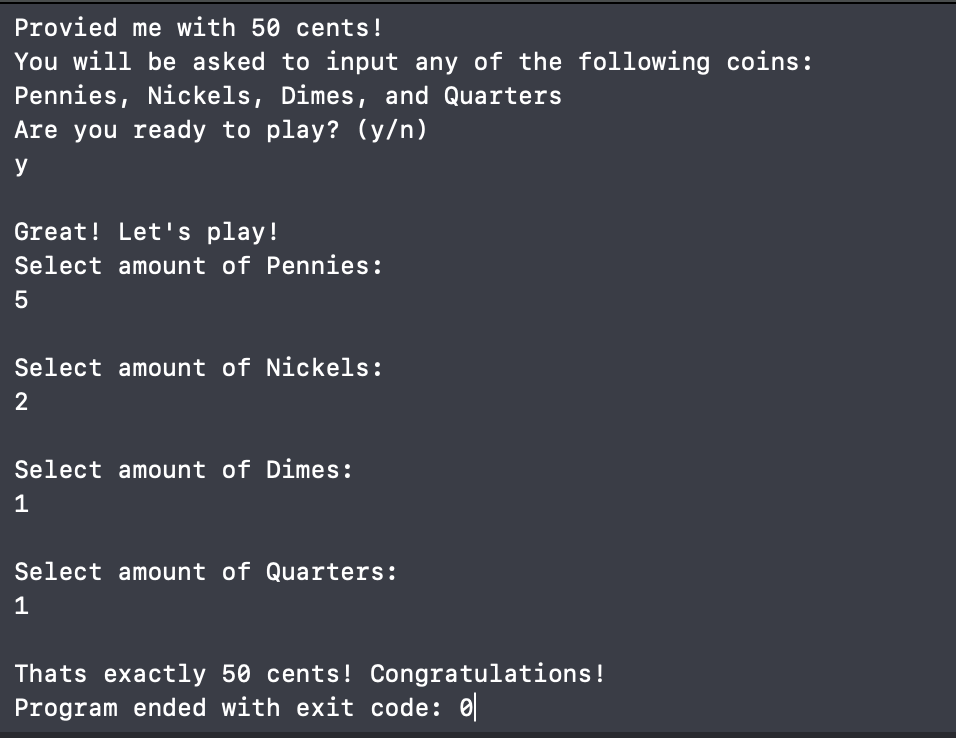 Provied me with 50 cents!
You will be asked to input any of the following coins:
Pennies, Nickels, Dimes, and Quarters
Are you ready to play? (y/n)
y
Great! Let's play!
Select amount of Pennies:
5
Select amount of Nickels:
2
Select amount of Dimes:
1
Select amount of Quarters:
1
Thats exactly 50 cents! Congratulations!
Program ended with exit code: 0